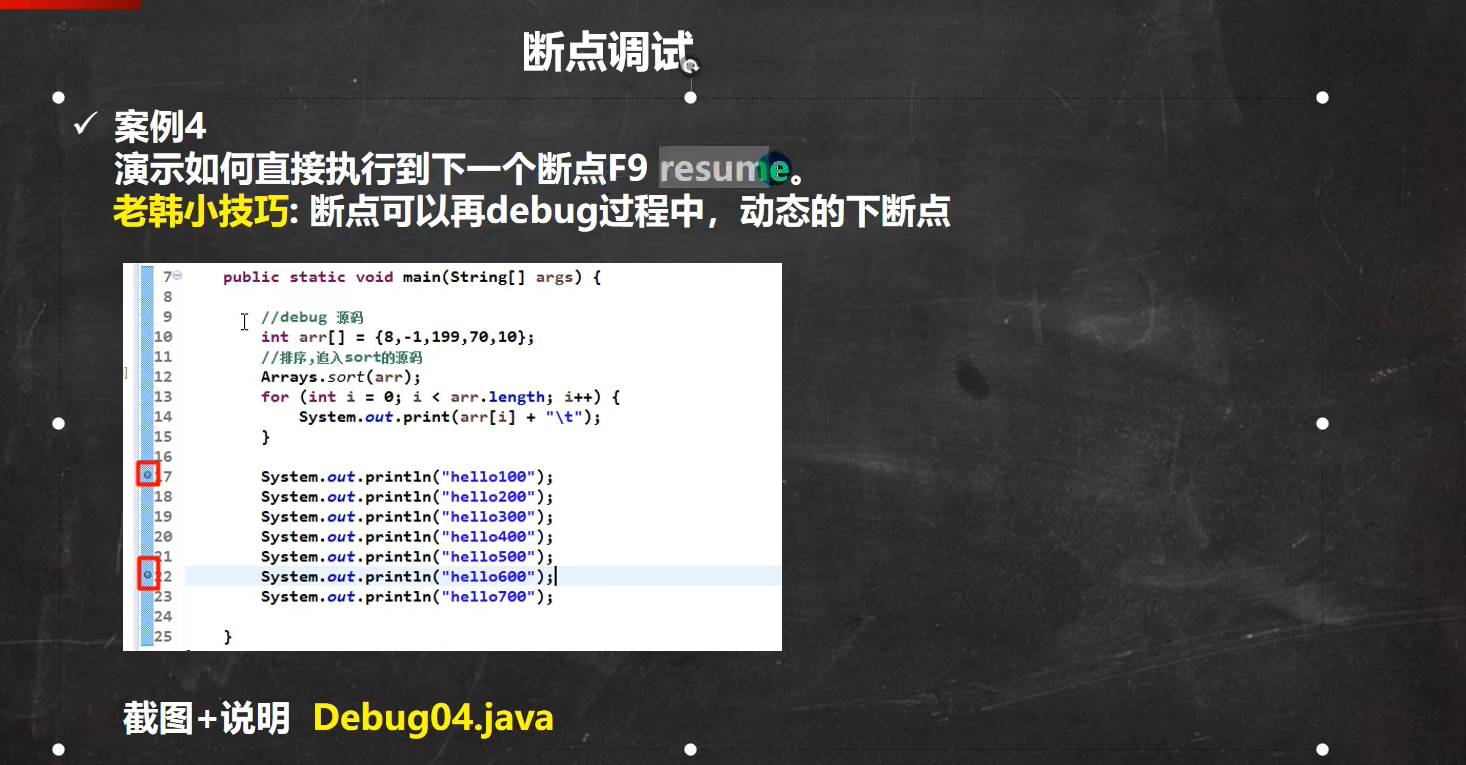 断点调试
✓ 案例4
演示如何直接执行到下一个断点F9 resume。
老韩小技巧: 断点可以再debug过程中，动态的下断点
7 public static void main(String[] args) {
8
9 //debug 源码
10 int arr[] = {8,-1,199,70,10};
11 //排序,追入sort的源码
12 Arrays.sort(arr);
13 for (int i = 0; i < arr.length; i++) {
14 System.out.print(arr[i] + "\t");
15 }
16
17 System.out.println("hello100");
18 System.out.println("hello200");
19 System.out.println("hello300");
20 System.out.println("hello400");
21 System.out.println("hello500");
22 System.out.println("hello600");
23 System.out.println("hello700");
24
25 }
截图+说明 Debug04.java